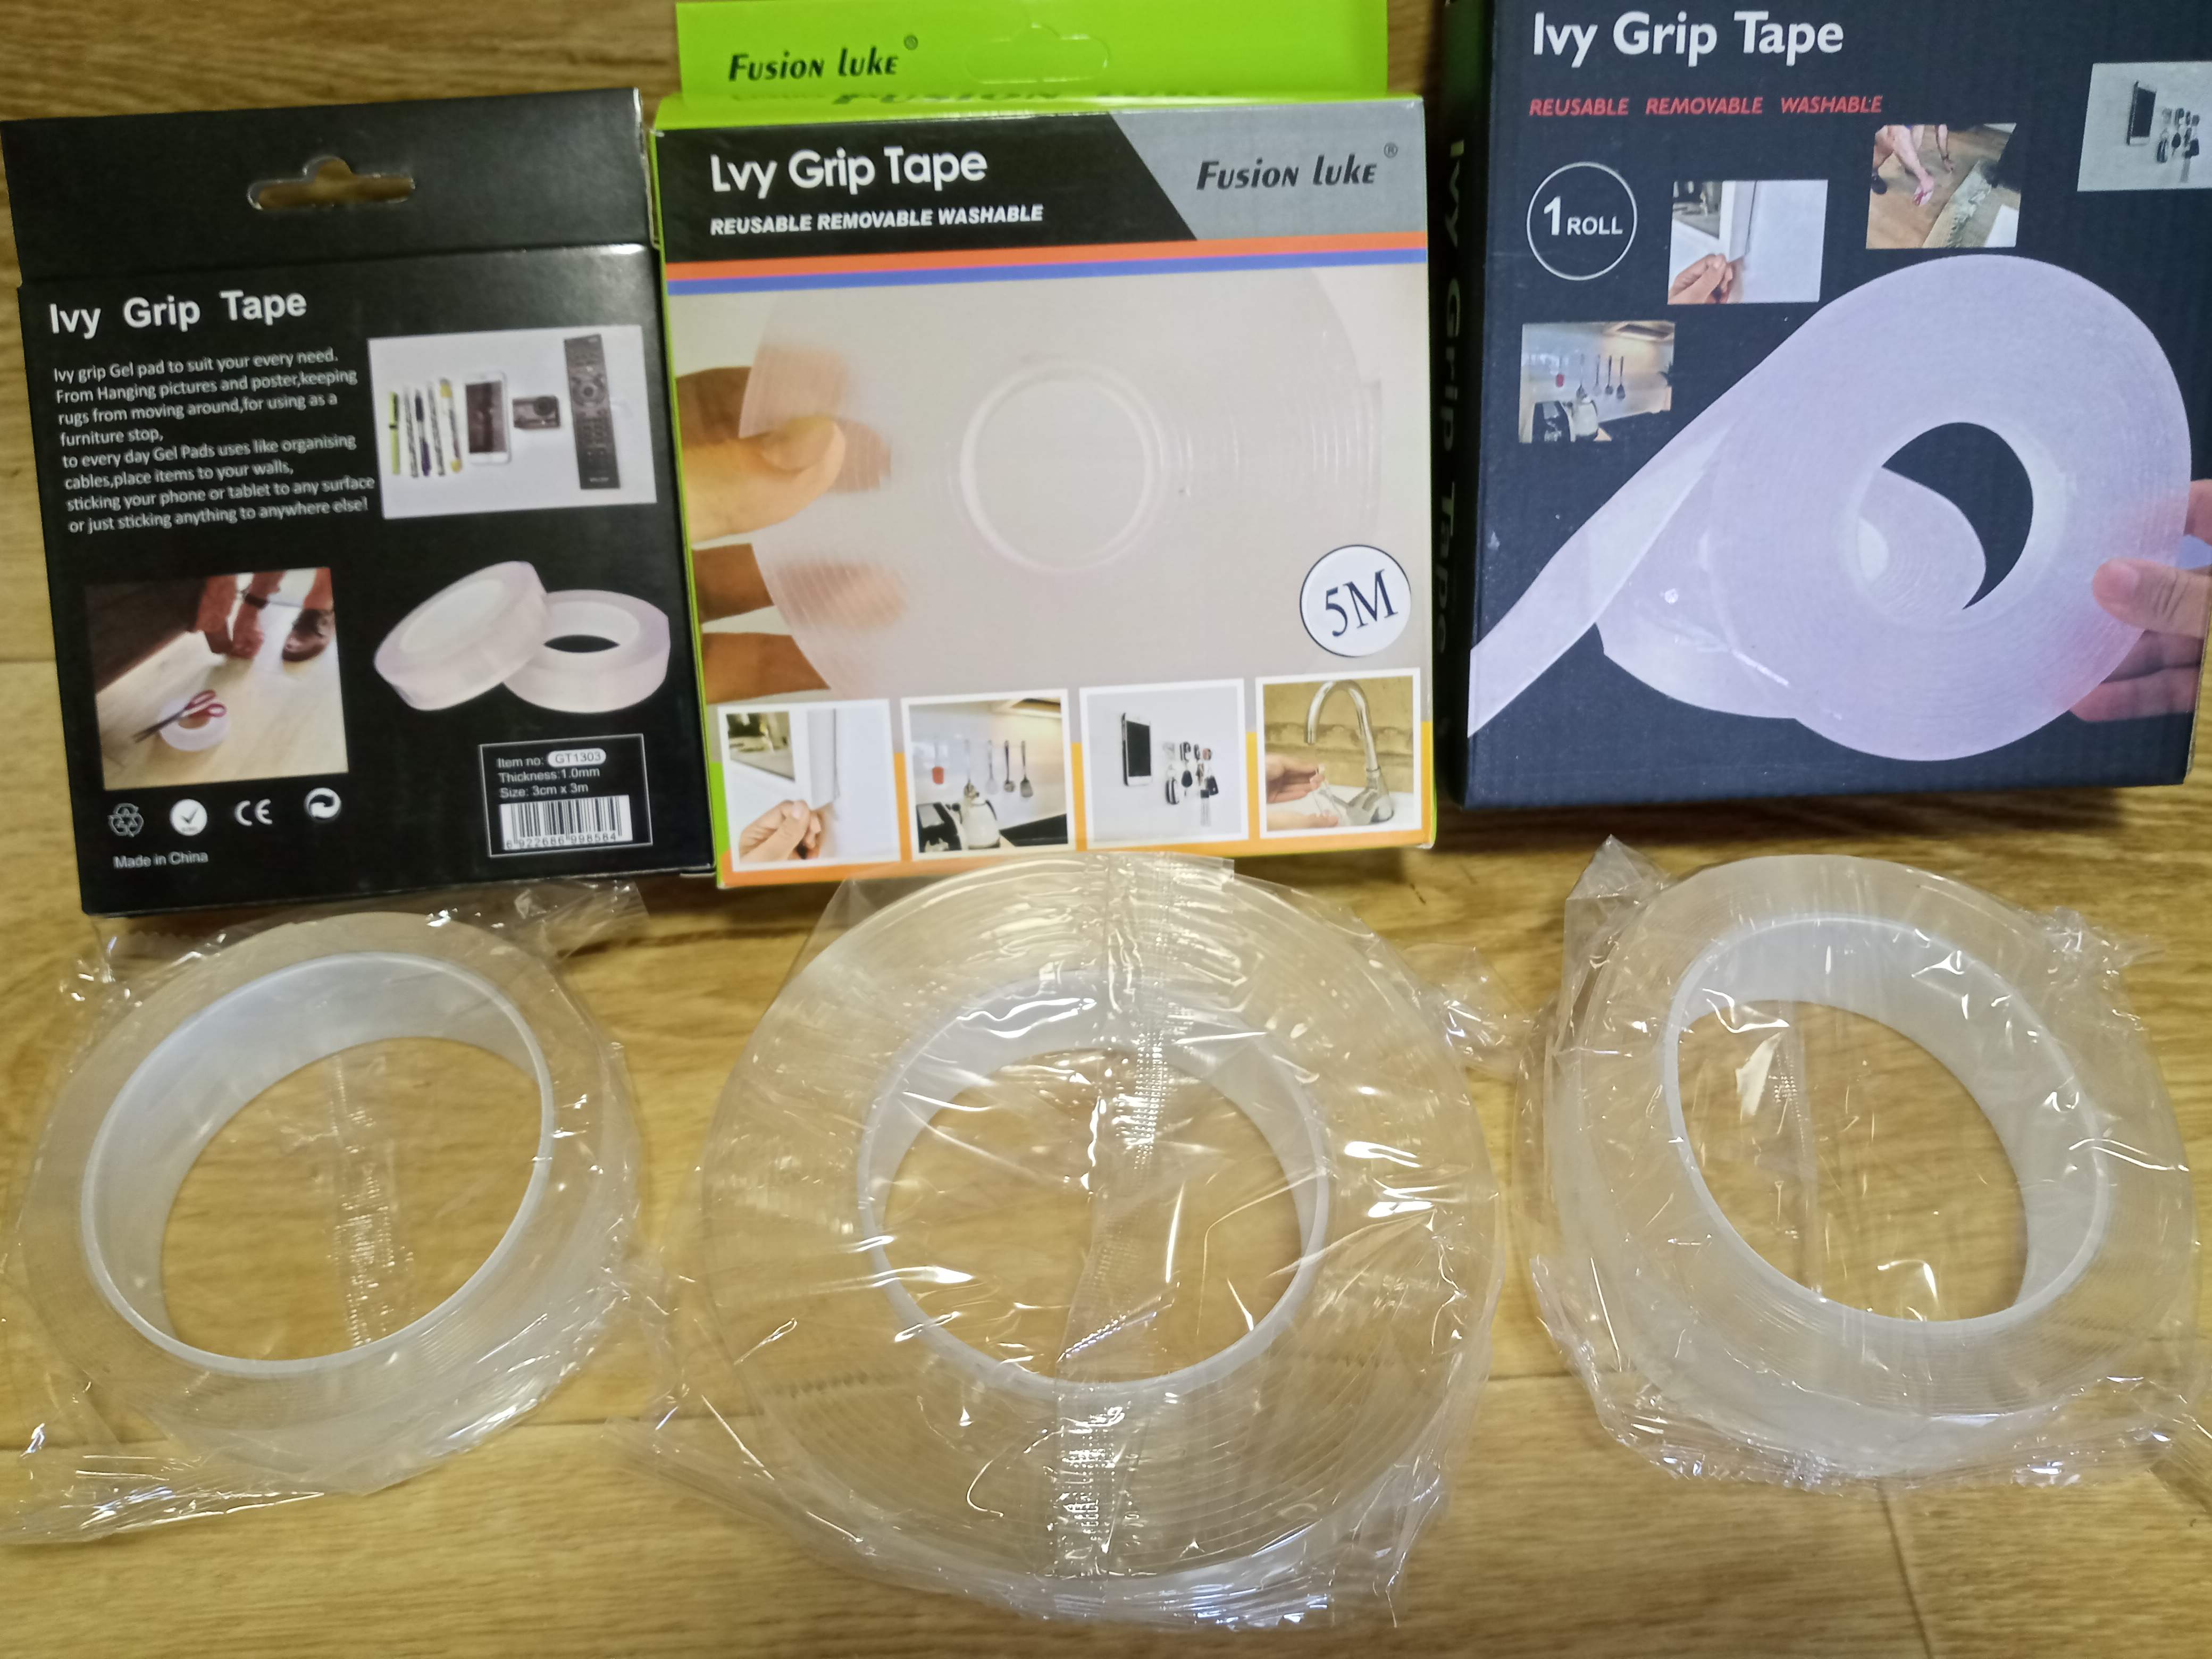 Ivy Grip Tape
Ivy grip Gel pad to suit your every need.
From Hanging pictures and poster,keeping
rugs from moving around,for using as a
furniture stop,
to every day Gel Pads uses like organising
cables,place items to your walls,
sticking your phone or tablet to any surface
or just sticking anything to anywhere else!
Item no: GT1303
Thickness:1.0mm
Size: 3cm x 3m
6 922686 998584
CE
Made in China
Fusion luke®
Lvy Grip Tape
REUSABLE REMOVABLE WASHABLE
Fusion luke®
5M
Ivy Grip Tape
REUSABLE REMOVABLE WASHABLE
1 ROLL
Ivy Grip Tape